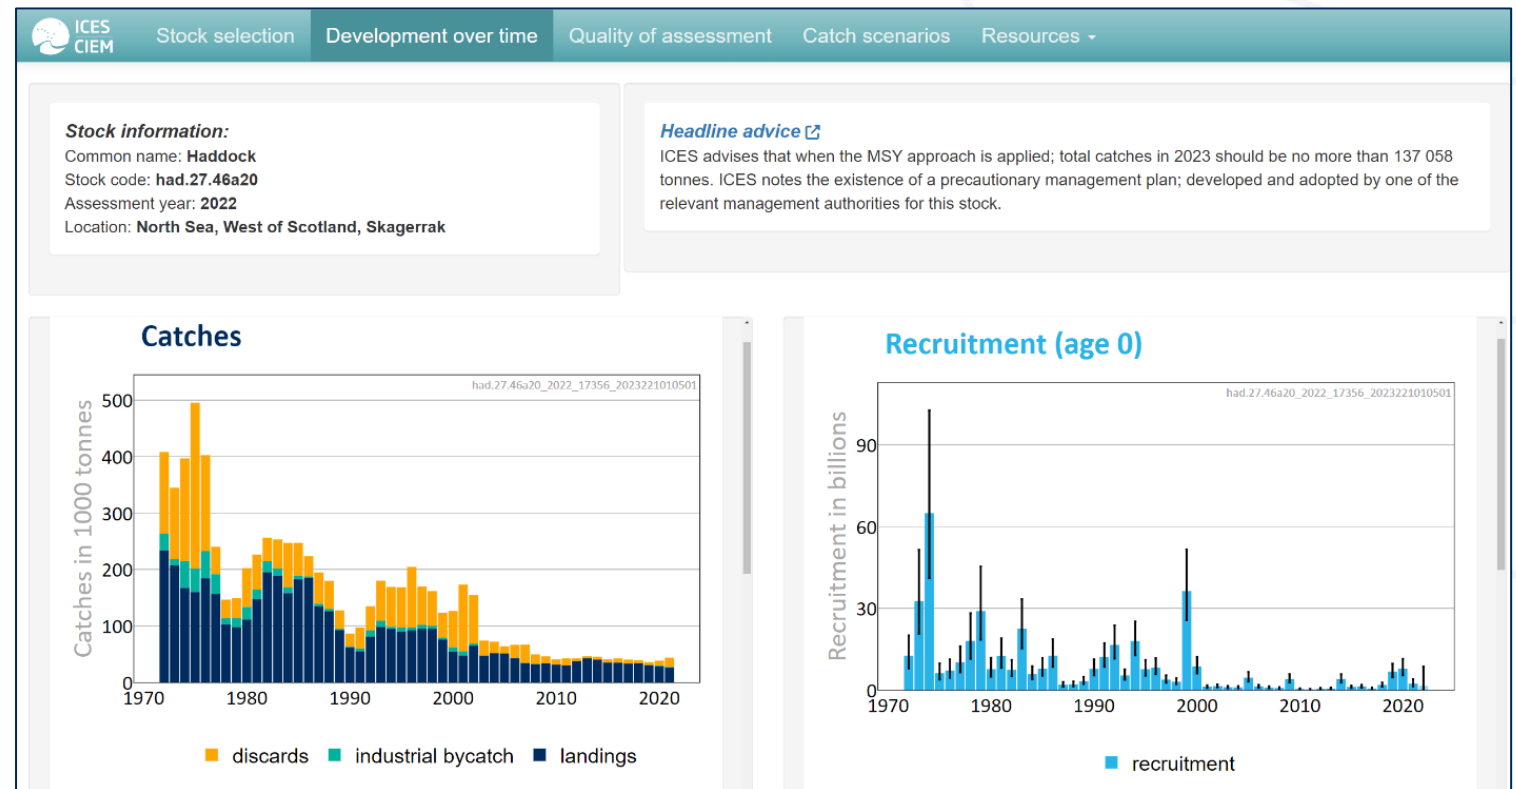 ICES
CIEM
Stock selection
Development over time
Quality of assessment
Catch scenarios
Resources
Stock information:
Common name: Haddock
Stock code: had.27.46a20
Assessment year: 2022
Location: North Sea, West of Scotland, Skagerrak
Headline advice
ICES advises that when the MSY approach is applied; total catches in 2023 should be no more than 137 058
tonnes. ICES notes the existence of a precautionary management plan; developed and adopted by one of the
relevant management authorities for this stock.
Catches
had.27.46a20_2022_17356_2023221010501
Catches in 1000 tonnes
500
400
300
200
100
0
1970 1980 1990 2000 2010 2020
discards industrial bycatch landings
Recruitment (age 0)
had.27.46a20_2022_17356_2023221010501
Recruitment in billions
90
60
30
0
1970 1980 1990 2000 2010 2020
recruitment